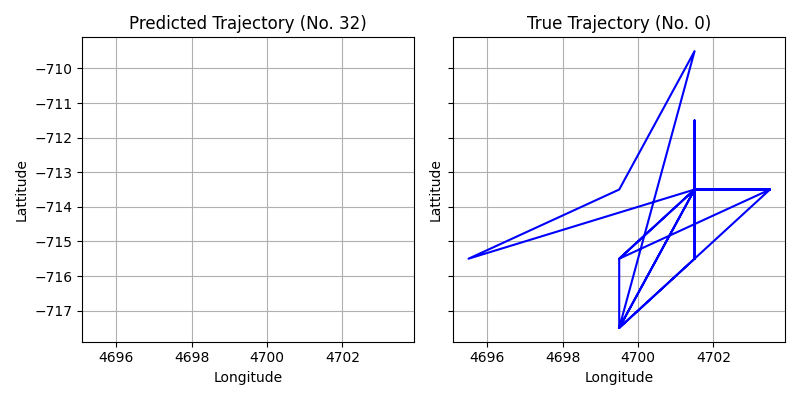 Predicted Trajectory (No. 32)
True Trajectory (No. 0)
Lattitude
−710
−711
−712
−713
−714
−715
−716
−717
4696
4698
4700
4702
Longitude
Lattitude
4696
4698
4700
4702
Longitude